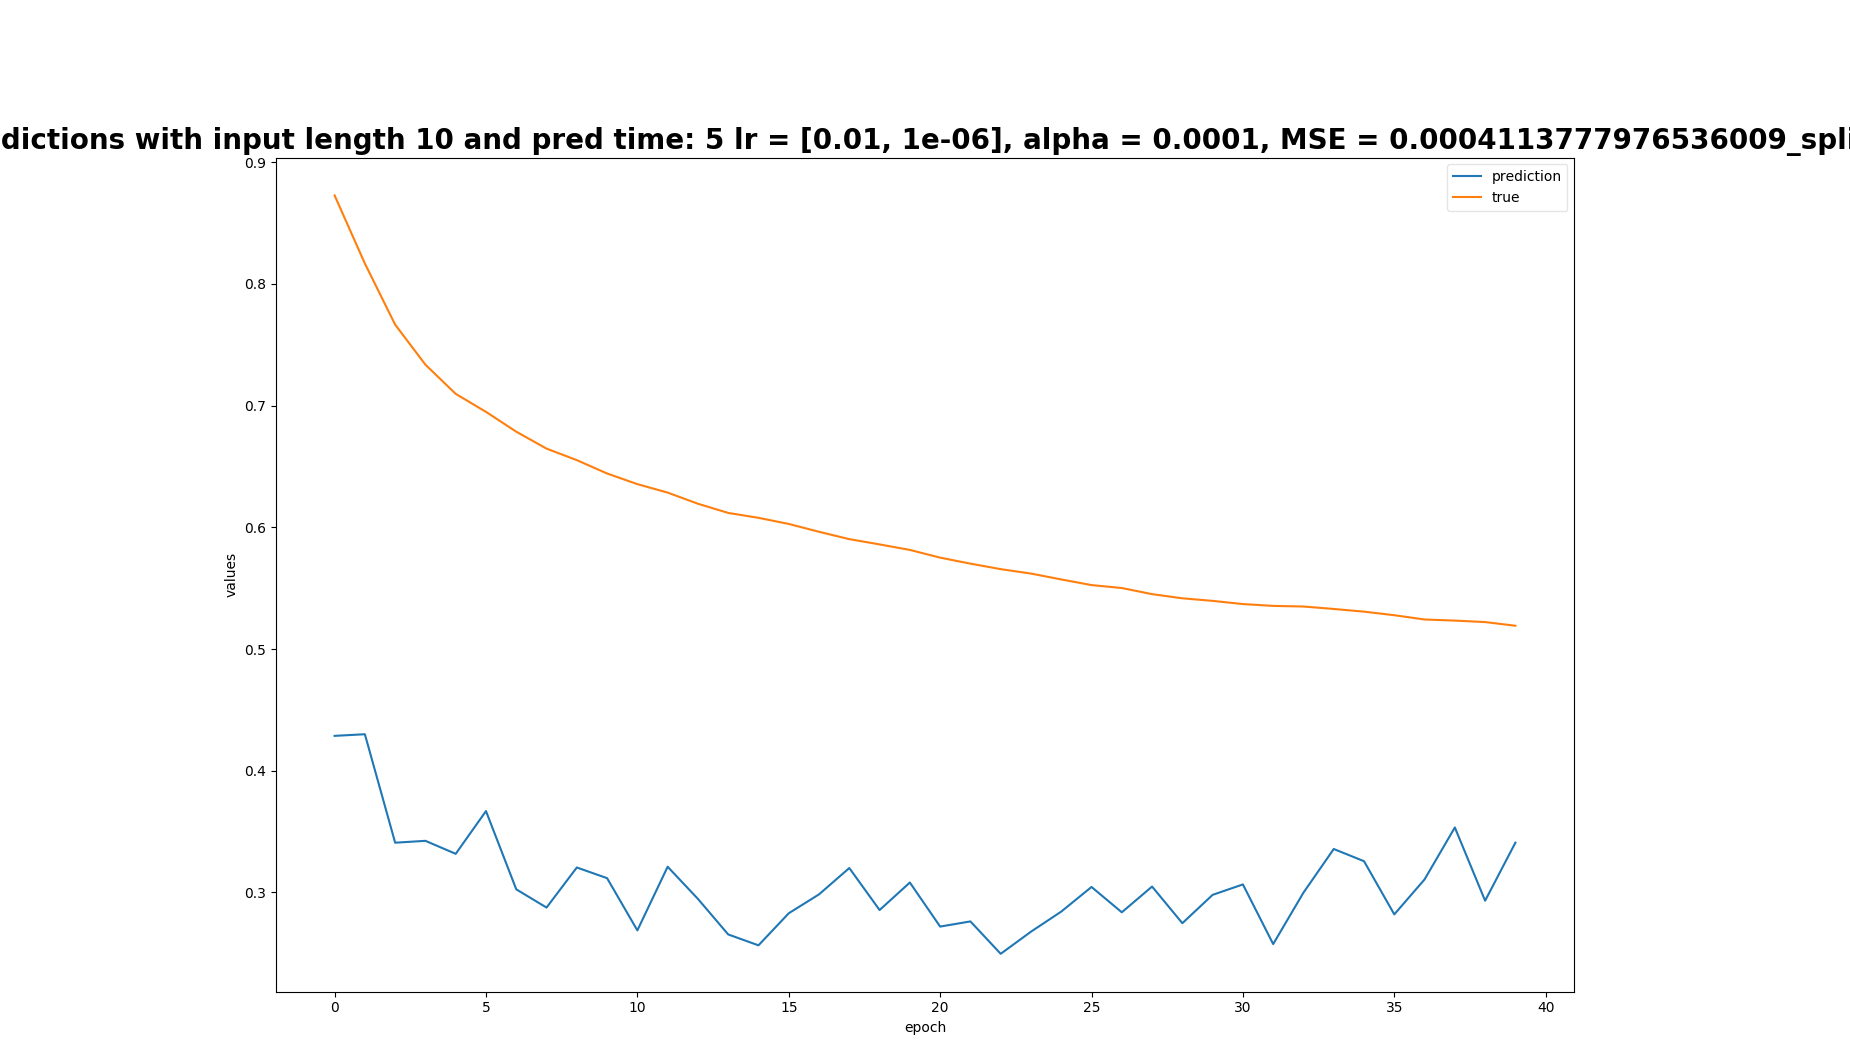 dictions with input length 10 and pred time: 5 lr = [0.01, 1e-06], alpha = 0.0001, MSE = 0.0004113777976536009_spli
prediction
true
0.9
0.8
0.7
0.6
0.5
0.4
0.3
values
0 5 10 15 20 25 30 35 40
epoch